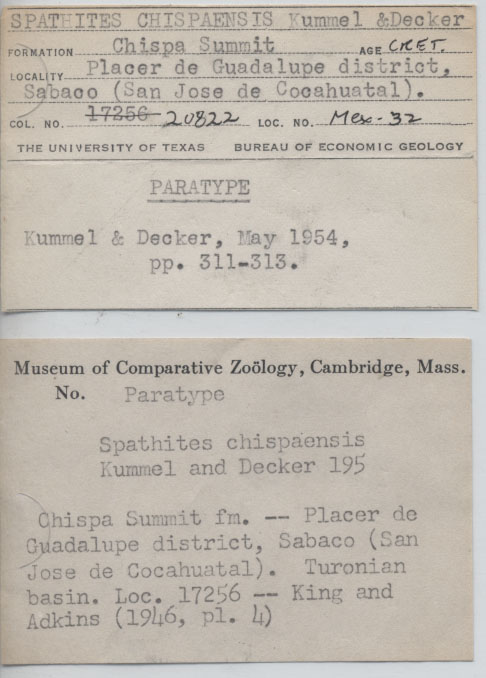 SPATHITES CHISPAENSIS Kummel &Decker
FORMATION Chispa Summit AGE CRET.
LOCALITY Placer de Guadalupe district,
Sabaco (San Jose de Cocahuatal).
COL. NO. 17256 20822 LOC. NO. Mex-32
THE UNIVERSITY OF TEXAS BUREAU OF ECONOMIC GEOLOGY
PARATYPE
Kummel & Decker, May 1954,
pp. 311-313.
Museum of Comparative Zoölogy, Cambridge, Mass.
No. Paratype
Spathites chispaensis
Kummel and Decker 195
Chispa Summit fm. -- Placer de
Guadalupe district, Sabaco (San
Jose de Cocahuatal). Turonian
basin. Loc. 17256 -- King and
Adkins (1946, pl. 4)